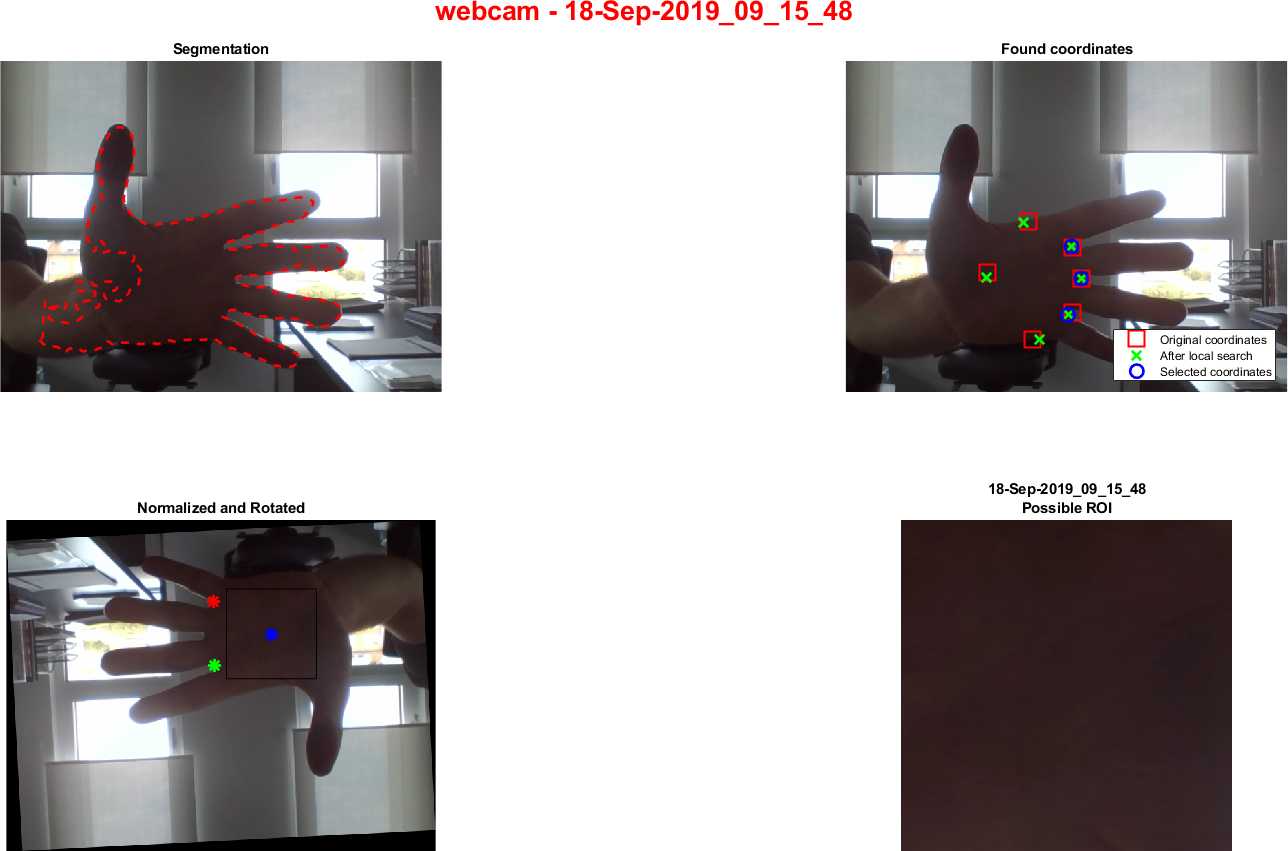 webcam - 18-Sep-2019_09_15_48
Segmentation
Found coordinates
Original coordinates
After local search
Selected coordinates
Normalized and Rotated
18-Sep-2019_09_15_48
Possible ROI